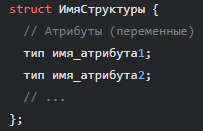 struct ИмяСтруктуры {
// Атрибуты (переменные)
тип имя_атрибута1;
тип имя_атрибута2;
// ...
};